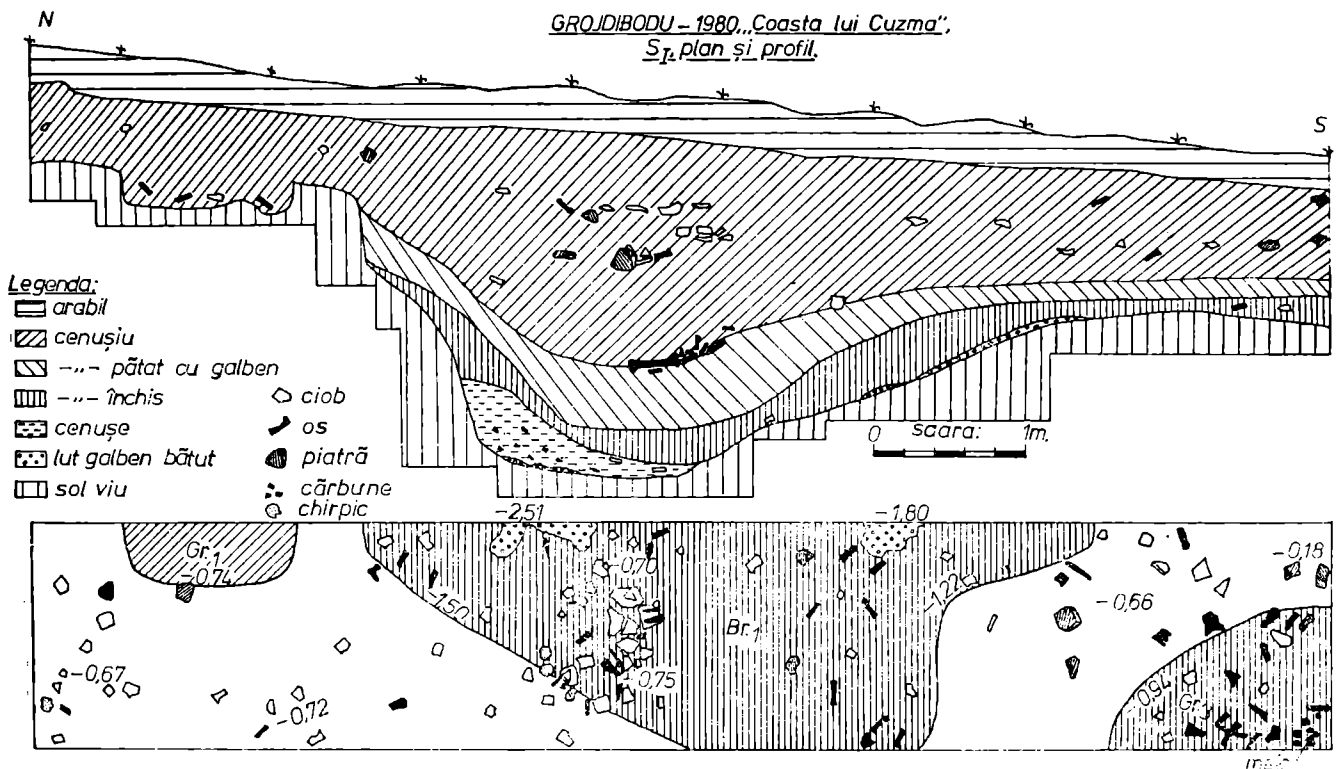 GROJDIBODU – 1980 „Coasta lui Cuzma",
S I. plan și profil.
N
S
Legenda:
arabil
cenușiu
-„- pătat cu galben
-„- închis
cenușe
lut galben bătut
sol viu
ciob
os
piatră
cărbune
chirpic
0 scara: 1m.
-2,51
-1,80
Gr.1
-0,74
-0,70
-0,18
-1,50
-1,22
-0,66
Br.1
-0,67
-0,75
-0,94
-0,72